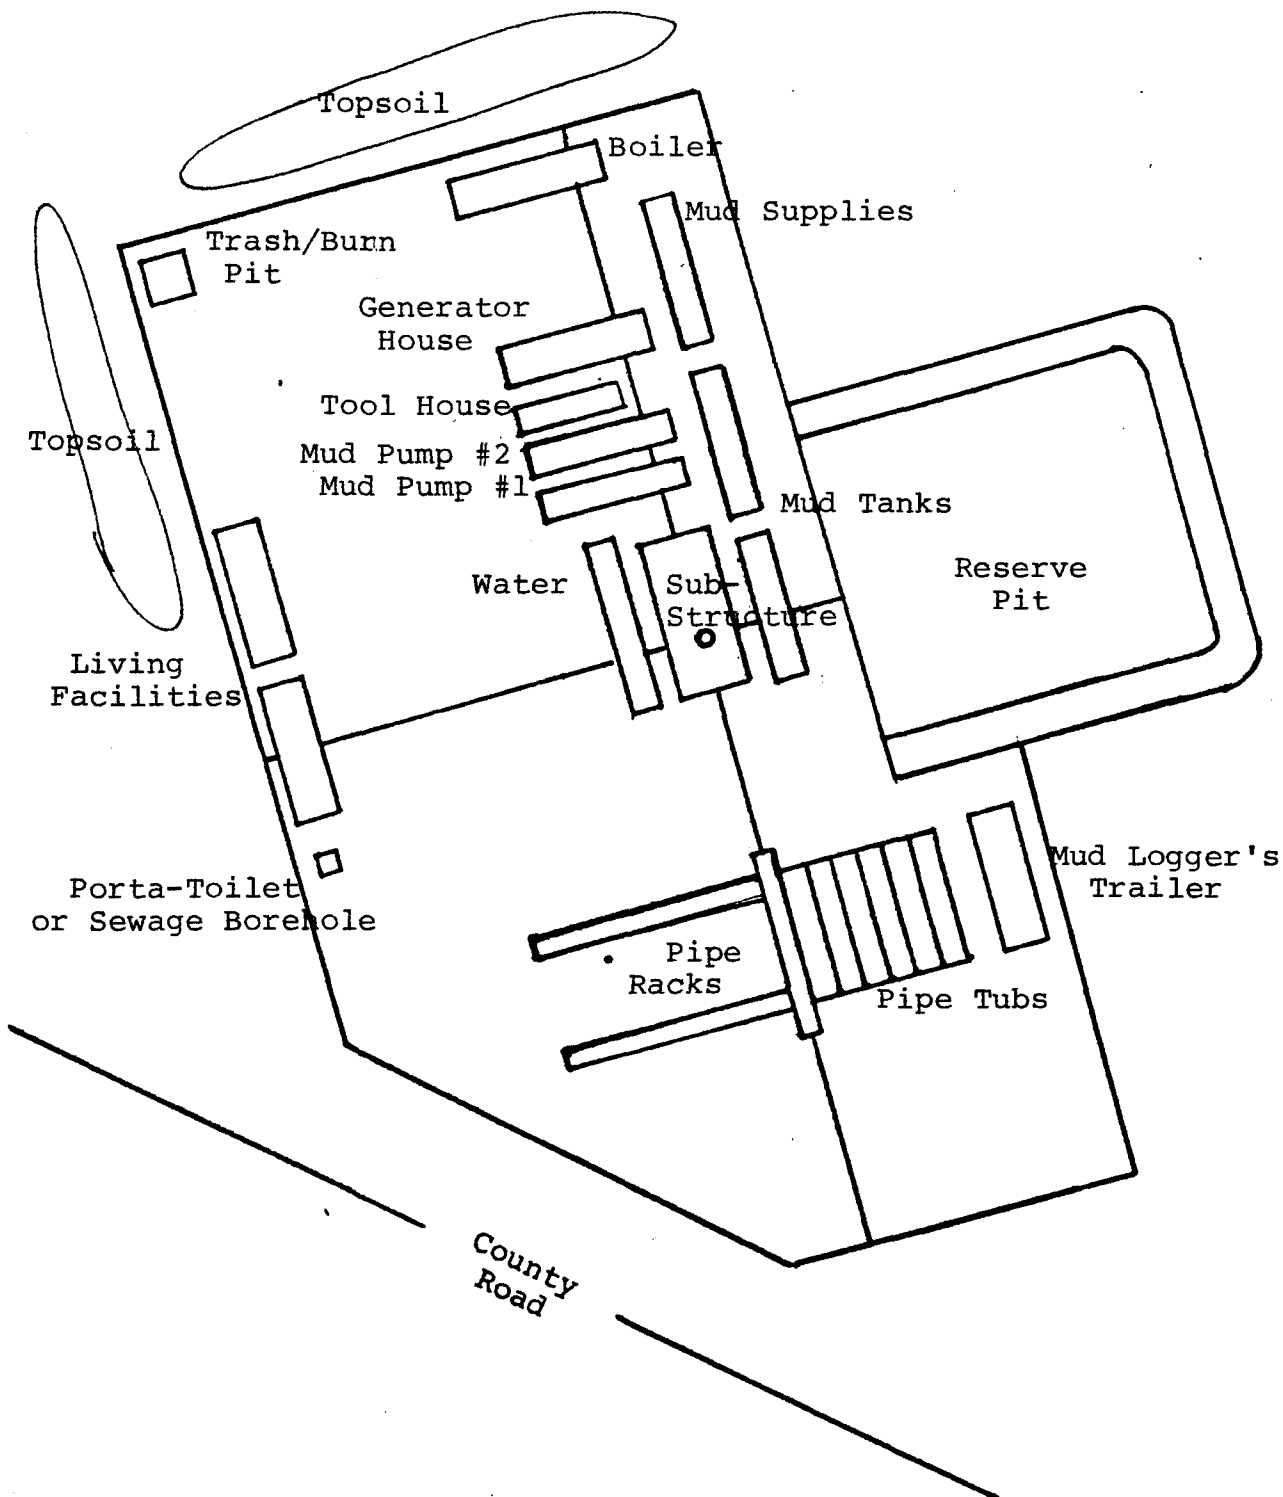 Topsoil
Boiler
Mud Supplies
Trash/Burn
Pit
Generator
House
Tool House
Topsoil
Mud Pump #2
Mud Pump #1
Mud Tanks
Water
Sub-
Structure
Reserve
Pit
Living
Facilities
Mud Logger's
Trailer
Porta-Toilet
or Sewage Borehole
Pipe
Racks
Pipe Tubs
County
Road